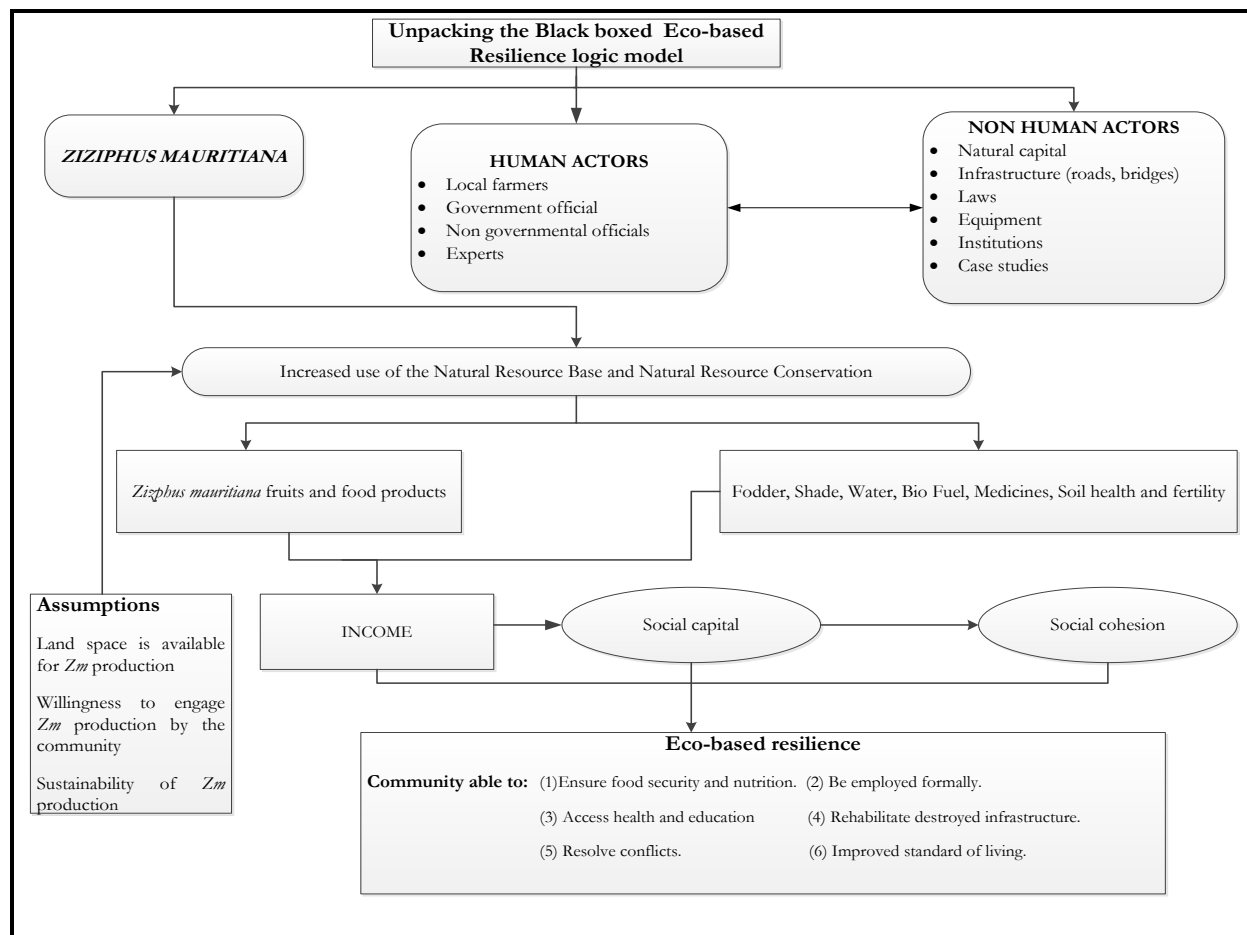 Unpacking the Black boxed Eco-based
Resilience logic model
ZIZIPHUS MAURITIANA
HUMAN ACTORS
• Local farmers
• Government official
• Non governmental officials
• Experts
NON HUMAN ACTORS
• Natural capital
• Infrastructure (roads, bridges)
• Laws
• Equipment
• Institutions
• Case studies
Increased use of the Natural Resource Base and Natural Resource Conservation
Zizphus mauritiana fruits and food products
Fodder, Shade, Water, Bio Fuel, Medicines, Soil health and fertility
Assumptions
Land space is available
for Zm production
Willingness to engage
Zm production by the
community
Sustainability of Zm
production
INCOME
Social capital
Social cohesion
Eco-based resilience
Community able to: (1)Ensure food security and nutrition. (2) Be employed formally.
(3) Access health and education (4) Rehabilitate destroyed infrastructure.
(5) Resolve conflicts. (6) Improved standard of living.